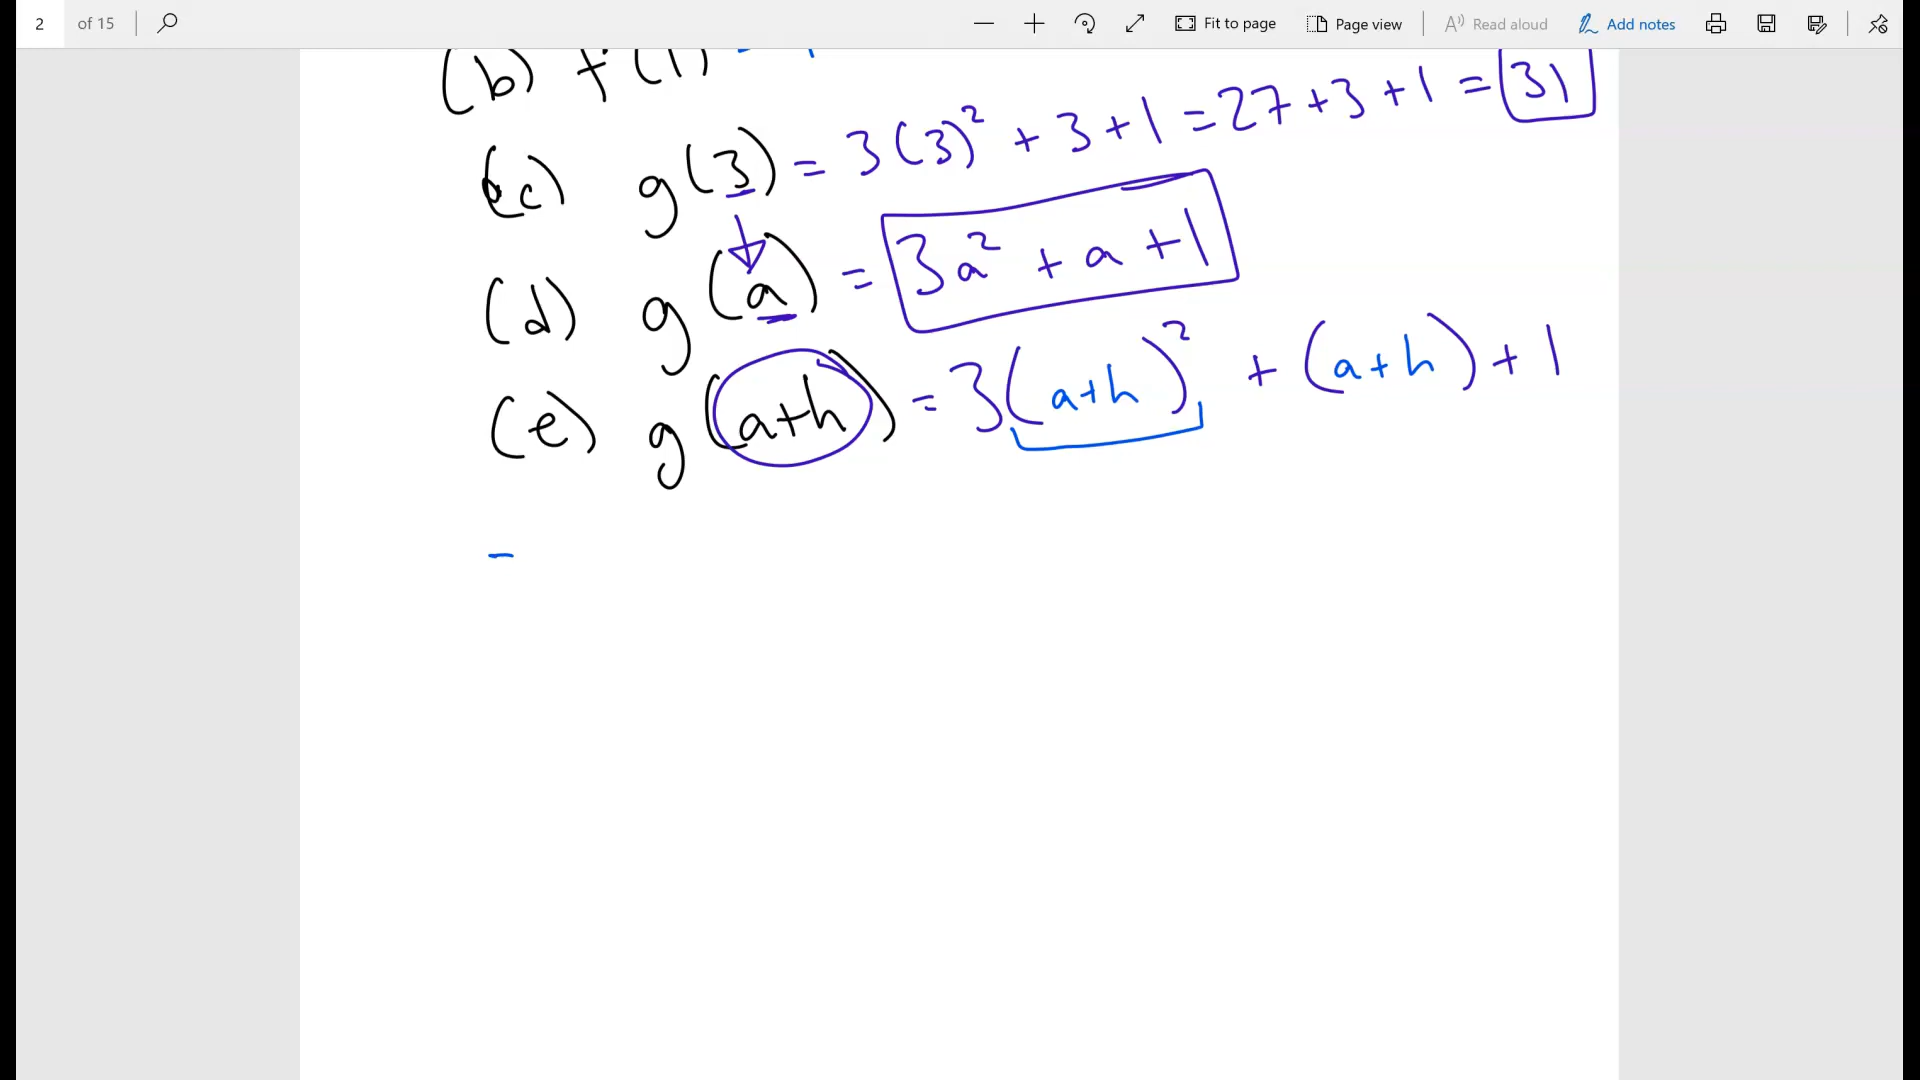 2 of 15 Fit to page Page view Read aloud Add notes
(b) f(1) =
(c) g(3) = 3(3)² + 3 + 1 = 27 + 3 + 1 = 31
(d) g(a) = 3a² + a + 1
(e) g(a+h) = 3(a+h)² + (a+h) + 1
-